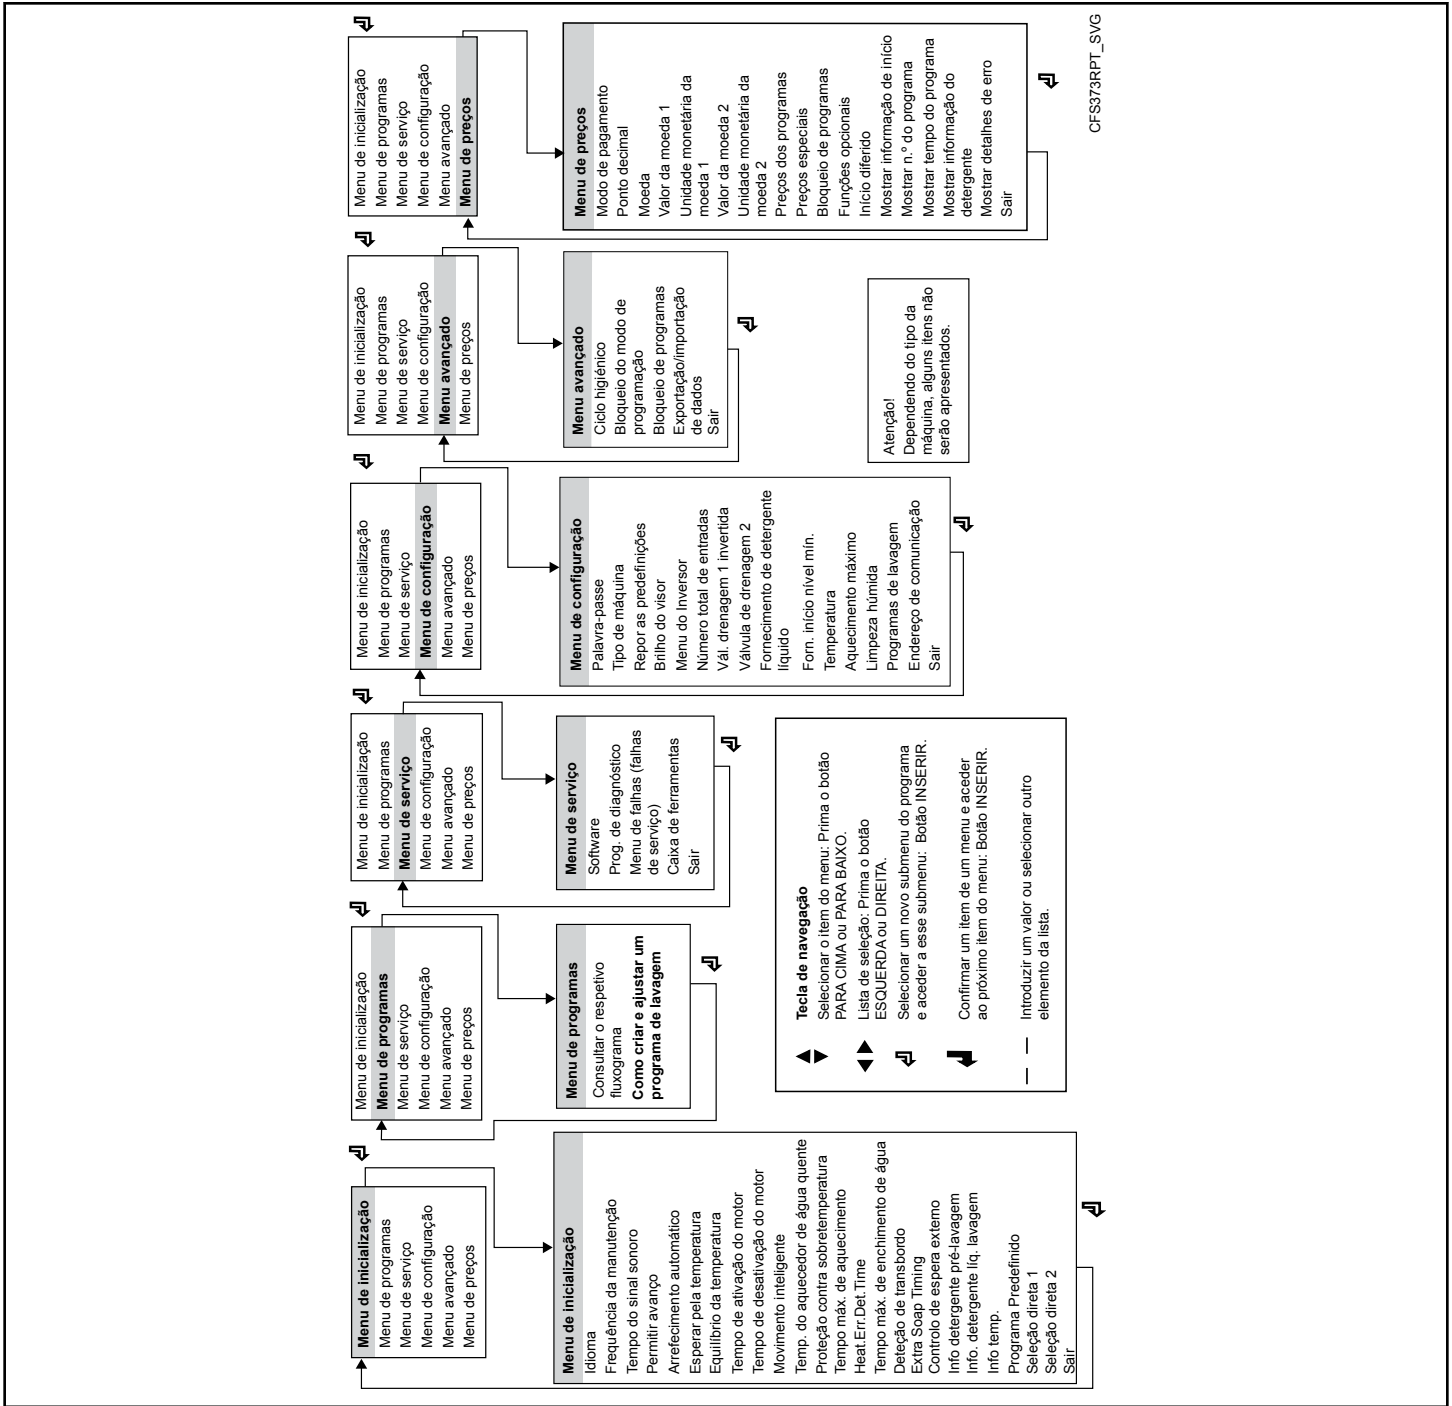 Menu de inicialização
Menu de programas
Menu de serviço
Menu de configuração
Menu avançado
Menu de preços
Menu de inicialização
Idioma
Frequência da manutenção
Tempo do sinal sonoro
Permitir avanço
Arrefecimento automático
Esperar pela temperatura
Equilíbrio da temperatura
Tempo de ativação do motor
Tempo de desativação do motor
Movimento inteligente
Temp. do aquecedor de água quente
Proteção contra sobretemperatura
Tempo máx. de aquecimento
Heat.Err.Det.Time
Tempo máx. de enchimento de água
Deteção de transbordo
Extra Soap Timing
Controlo de espera externo
Info detergente pré-lavagem
Info. detergente líq. lavagem
Info temp.
Programa Predefinido
Seleção direta 1
Seleção direta 2
Sair
Menu de inicialização
Menu de programas
Menu de serviço
Menu de configuração
Menu avançado
Menu de preços
Menu de programas
Consultar o respetivo
fluxograma
Como criar e ajustar um
programa de lavagem
Menu de inicialização
Menu de programas
Menu de serviço
Menu de configuração
Menu avançado
Menu de preços
Menu de serviço
Software
Prog. de diagnóstico
Menu de falhas (falhas
de serviço)
Caixa de ferramentas
Sair
Tecla de navegação
Selecionar o item do menu: Prima o botão
PARA CIMA ou PARA BAIXO.
Lista de seleção: Prima o botão
ESQUERDA ou DIREITA.
Selecionar um novo submenu do programa
e aceder a esse submenu: Botão INSERIR.
Confirmar um item de um menu e aceder
ao próximo item do menu: Botão INSERIR.
Introduzir um valor ou selecionar outro
elemento da lista.
Menu de inicialização
Menu de programas
Menu de serviço
Menu de configuração
Menu avançado
Menu de preços
Menu de configuração
Palavra-passe
Tipo de máquina
Repor as predefinições
Brilho do visor
Menu do Inversor
Número total de entradas
Vál. drenagem 1 invertida
Válvula de drenagem 2
Fornecimento de detergente
líquido
Forn. início nível mín.
Temperatura
Aquecimento máximo
Limpeza húmida
Programas de lavagem
Endereço de comunicação
Sair
Menu de inicialização
Menu de programas
Menu de serviço
Menu de configuração
Menu avançado
Menu de preços
Menu avançado
Ciclo higiénico
Bloqueio do modo de
programação
Bloqueio de programas
Exportação/importação
de dados
Sair
Atenção!
Dependendo do tipo da
máquina, alguns itens não
serão apresentados.
Menu de inicialização
Menu de programas
Menu de serviço
Menu de configuração
Menu avançado
Menu de preços
Menu de preços
Modo de pagamento
Ponto decimal
Moeda
Valor da moeda 1
Unidade monetária da
moeda 1
Valor da moeda 2
Unidade monetária da
moeda 2
Preços dos programas
Preços especiais
Bloqueio de programas
Funções opcionais
Início diferido
Mostrar informação de início
Mostrar n.º do programa
Mostrar tempo do programa
Mostrar informação do
detergente
Mostrar detalhes de erro
Sair
CFS373RPT_SVG